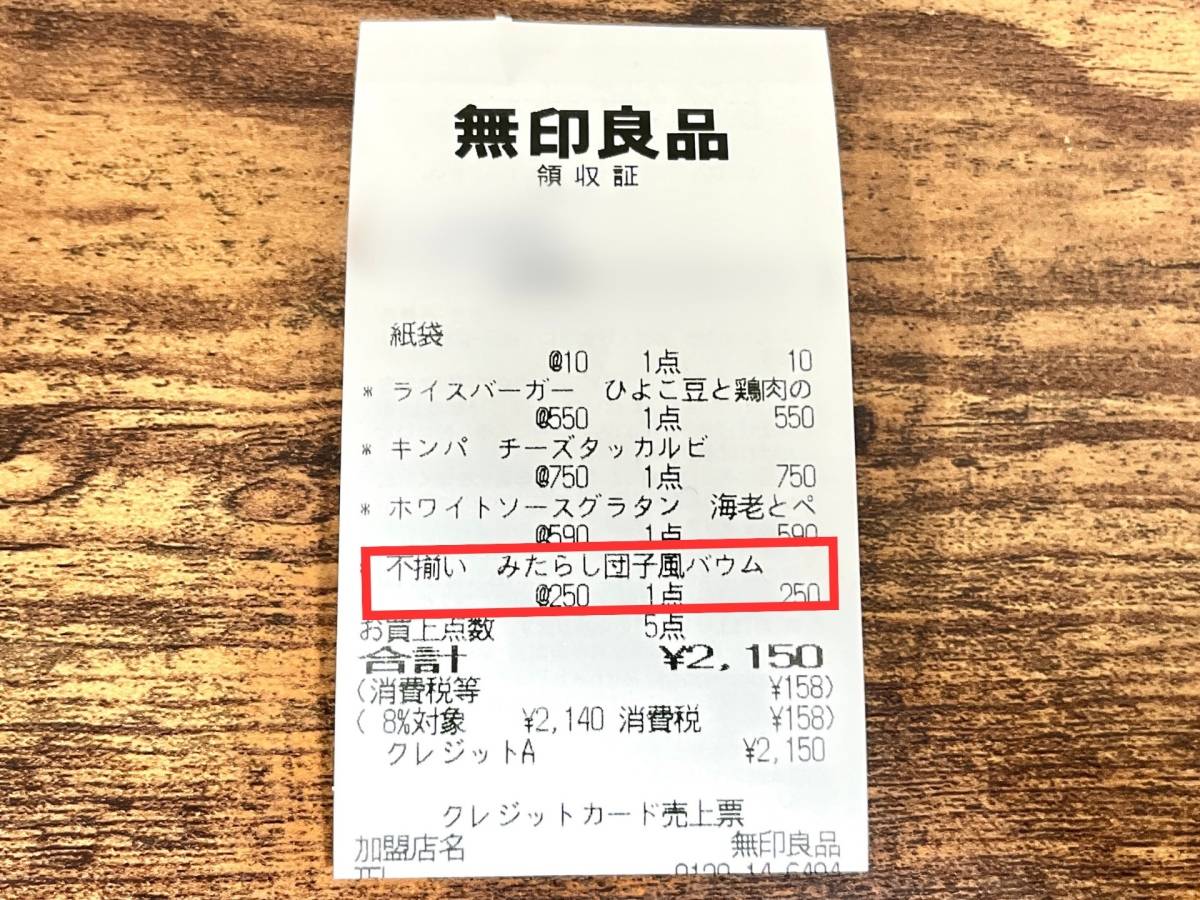 無印良品
領収証
紙袋
@10 1点 10
* ライスバーガー ひよこ豆と鶏肉の
@550 1点 550
* キンパ チーズタッカルビ
@750 1点 750
* ホワイトソースグラタン 海老とペ
@590 1点 590
* 不揃い みたらし団子風バウム
@250 1点 250
お買上点数 5点
合計 ¥2,150
(消費税等 ¥158)
( 8%対象 ¥2,140 消費税 ¥158)
クレジットA ¥2,150
クレジットカード売上票
加盟店名 無印良品